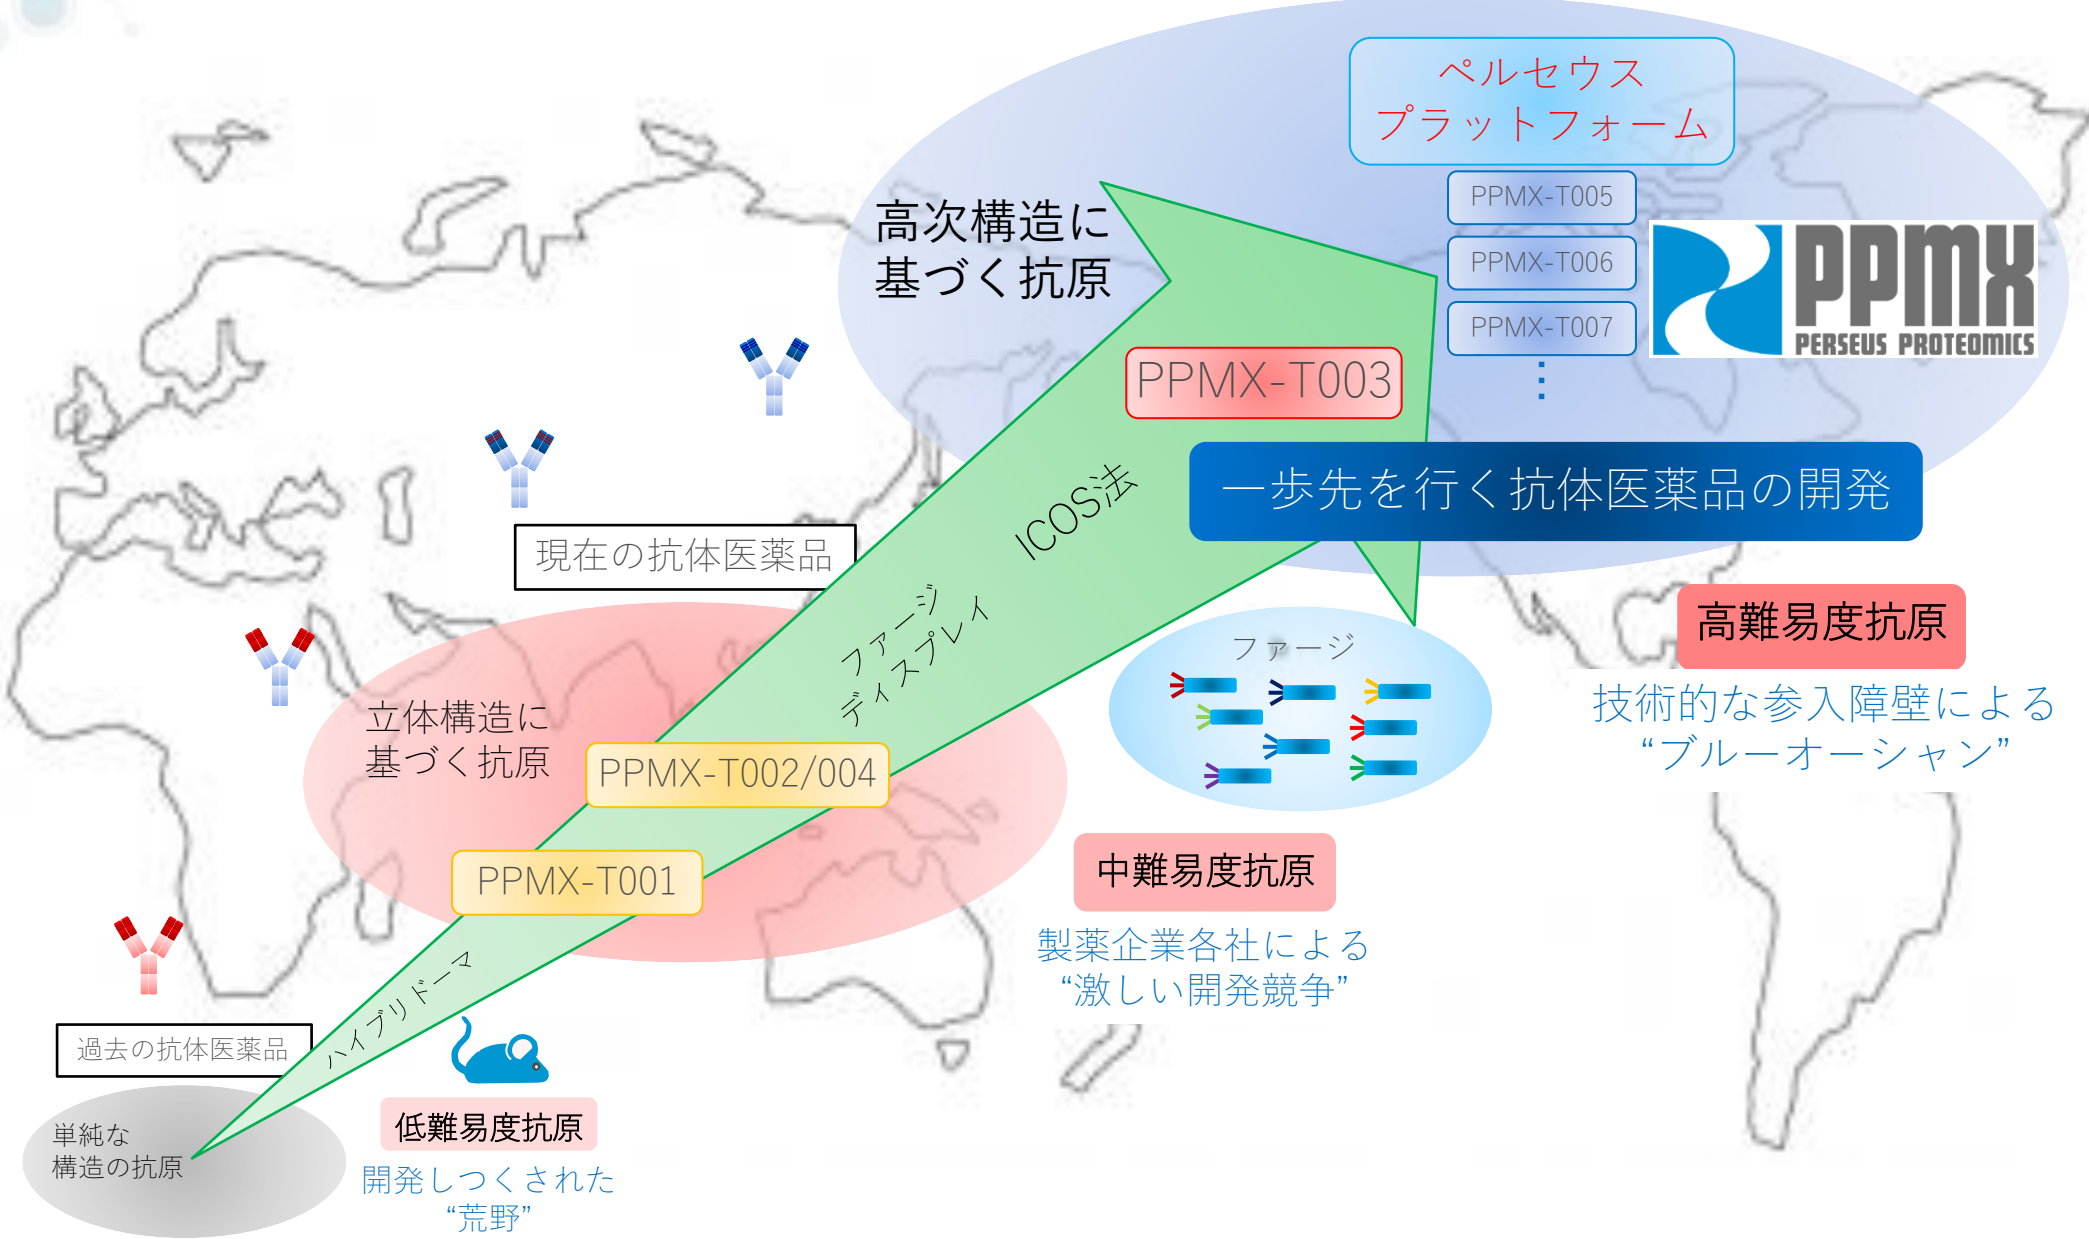 ペルセウス
プラットフォーム
PPMX-T005
PPMX-T006
PPMX-T007
PPMX
PERSEUS PROTEOMICS
高次構造に
基づく抗原
PPMX-T003
一歩先を行く抗体医薬品の開発
ICOS法
現在の抗体医薬品
ファージ
ディスプレイ
高難易度抗原
技術的な参入障壁による
“ブルーオーシャン”
ファージ
立体構造に
基づく抗原
PPMX-T002/004
PPMX-T001
中難易度抗原
製薬企業各社による
“激しい開発競争”
ハイブリドーマ
過去の抗体医薬品
単純な
構造の抗原
低難易度抗原
開発しつくされた
“荒野”